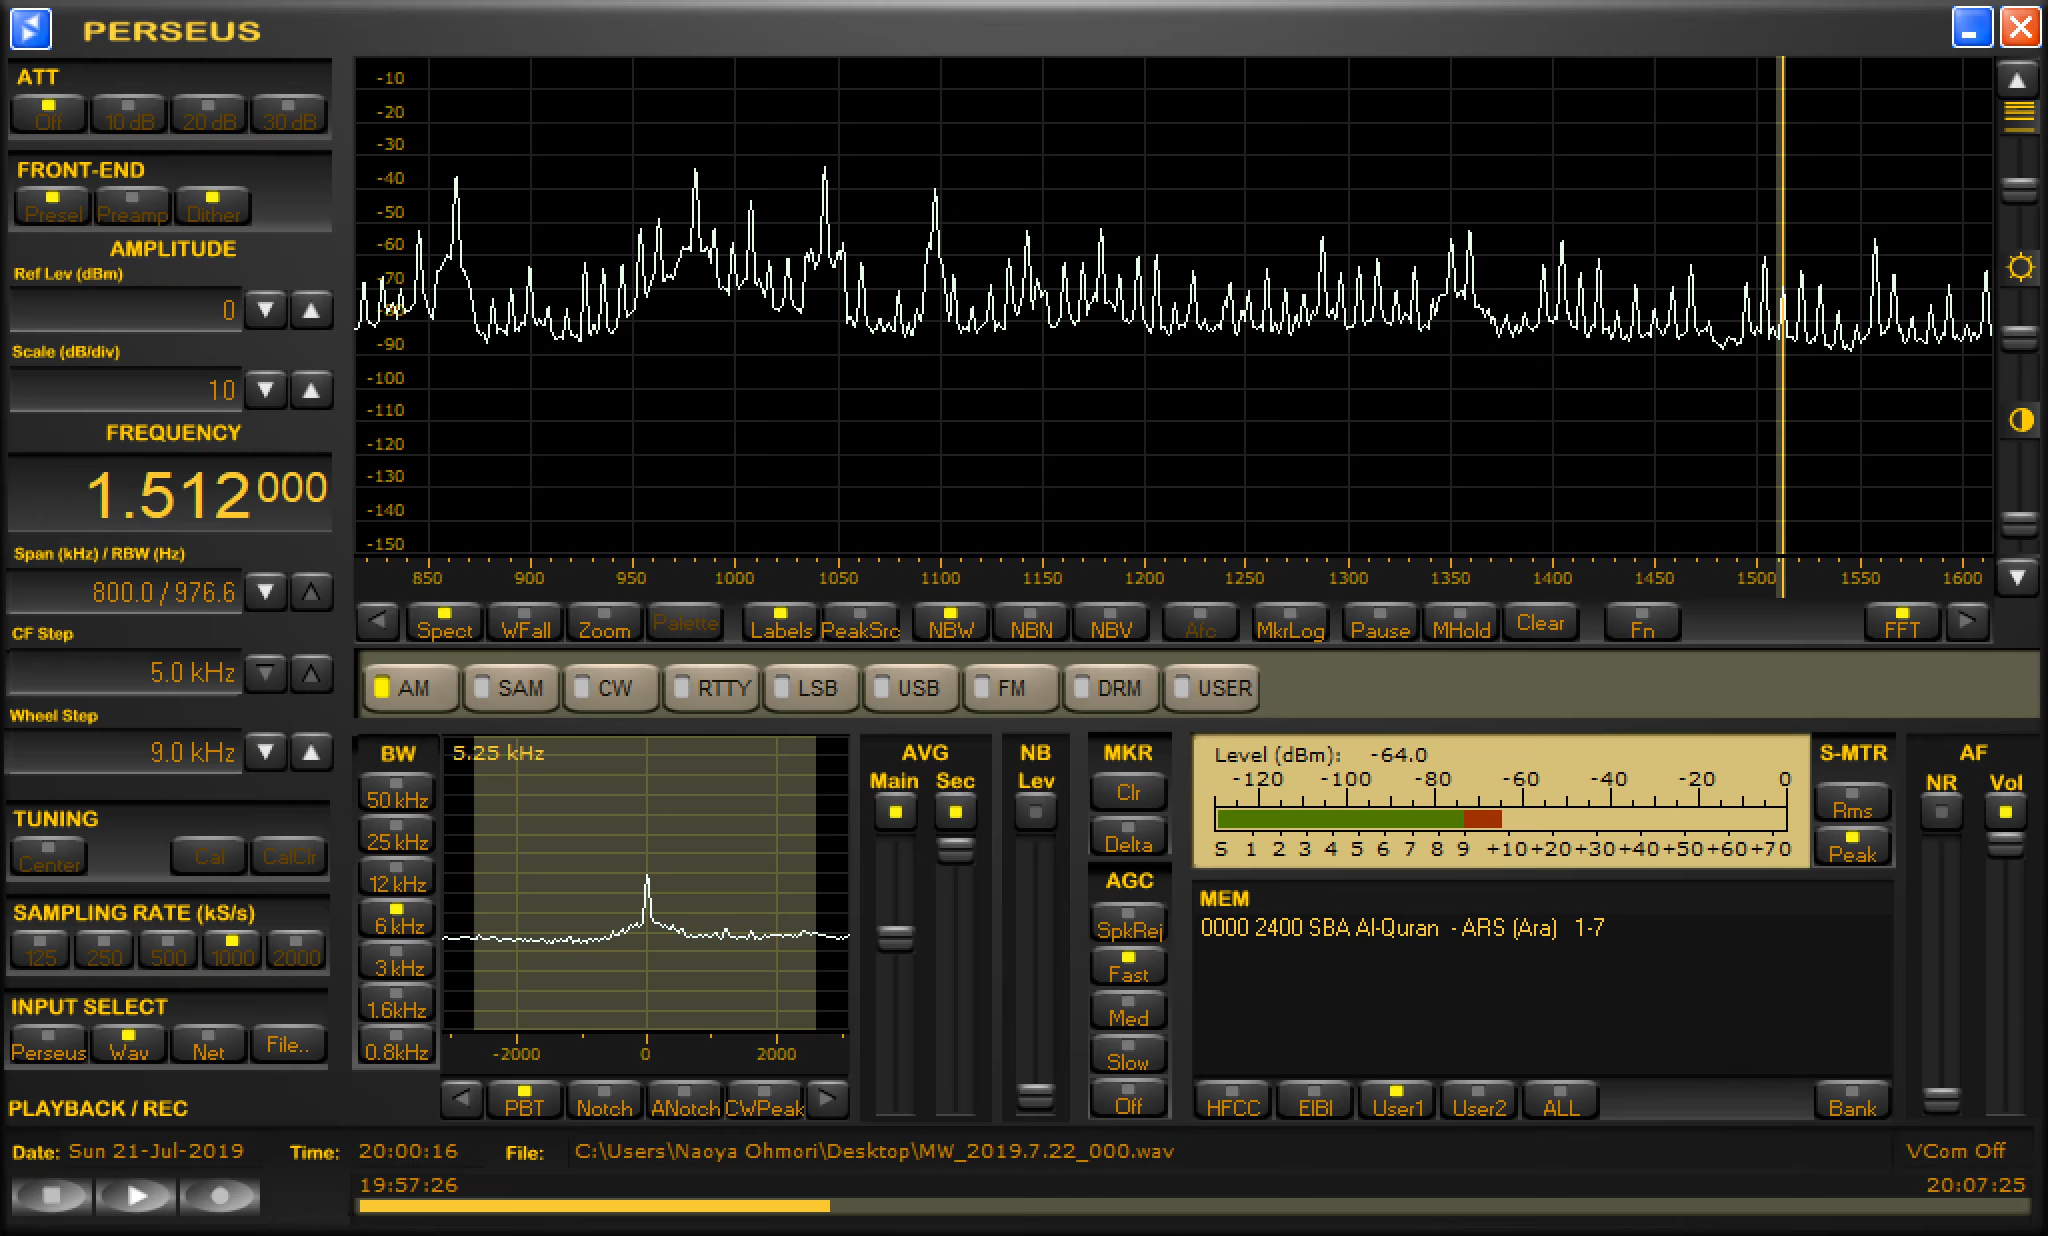 PERSEUS
ATT
Off 10 dB 20 dB 30 dB
FRONT-END
Presel Preamp Dither
AMPLITUDE
Ref Lev (dBm)
0
Scale (dB/div)
10
FREQUENCY
1.512 000
Span (kHz) / RBW (Hz)
800.0 / 976.6
CF Step
5.0 kHz
Wheel Step
9.0 kHz
TUNING
Center Cal CalClr
SAMPLING RATE (kS/s)
125 250 500 1000 2000
INPUT SELECT
Perseus Wav Net File..
-10
-20
-30
-40
-50
-60
-70
-80
-90
-100
-110
-120
-130
-140
-150
850 900 950 1000 1050 1100 1150 1200 1250 1300 1350 1400 1450 1500 1550 1600
Spect WFall Zoom Palette Labels PeakSrc NBW NBN NBV Afc MkrLog Pause MHold Clear Fn FFT
AM SAM CW RTTY LSB USB FM DRM USER
BW
50 kHz
25 kHz
12 kHz
6 kHz
3 kHz
1.6kHz
0.8kHz
5.25 kHz
-2000 0 2000
PBT Notch ANotch CWPeak
AVG
Main Sec
NB
Lev
MKR
Clr
Delta
AGC
SpkRej
Fast
Med
Slow
Off
Level (dBm): -64.0
-120 -100 -80 -60 -40 -20 0
S 1 2 3 4 5 6 7 8 9 +10+20+30+40+50+60+70
S-MTR
Rms
Peak
AF
NR Vol
MEM
0000 2400 SBA Al-Quran - ARS (Ara) 1-7
HFCC EIBI User1 User2 ALL Bank
PLAYBACK / REC
Date: Sun 21-Jul-2019 Time: 20:00:16 File: C:\Users\Naoya Ohmori\Desktop\MW_2019.7.22_000.wav VCom Off
19:57:26 20:07:25